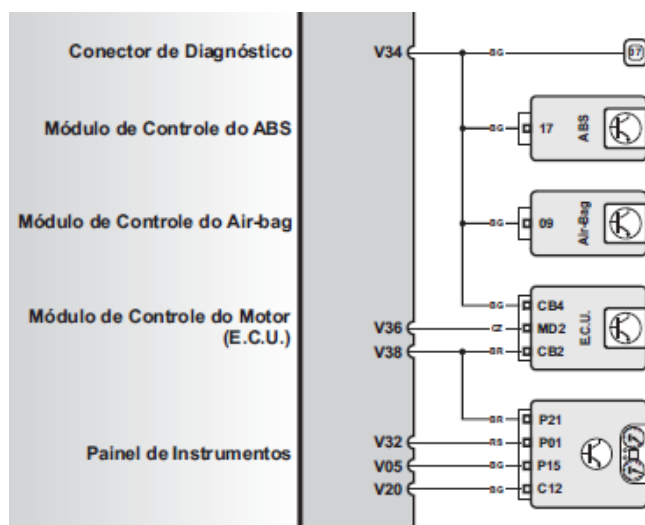 Conector de Diagnóstico V34 BG 07
Módulo de Controle do ABS BG 17 ABS
Módulo de Controle do Air-bag BG 09 Air-Bag
BG CB4
Módulo de Controle do Motor
(E.C.U.)
V36 CZ MD2 E.C.U.
V38 BR CB2
BR P21
V32 RS P01
Painel de Instrumentos
V05 BG P15
V20 BG C12